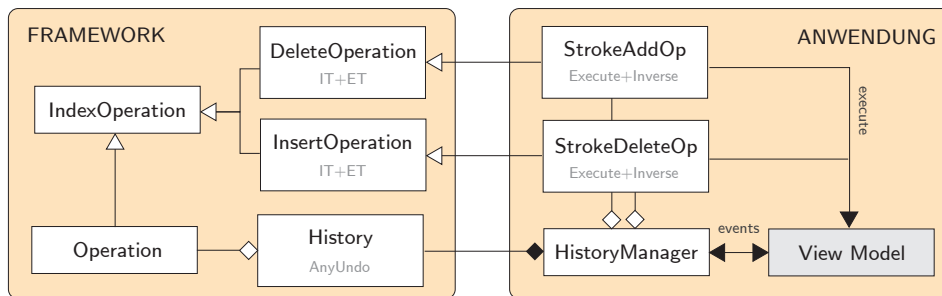 FRAMEWORK
DeleteOperation
IT+ET
IndexOperation
InsertOperation
IT+ET
Operation
History
AnyUndo
ANWENDUNG
StrokeAddOp
Execute+Inverse
execute
StrokeDeleteOp
Execute+Inverse
HistoryManager
events
View Model